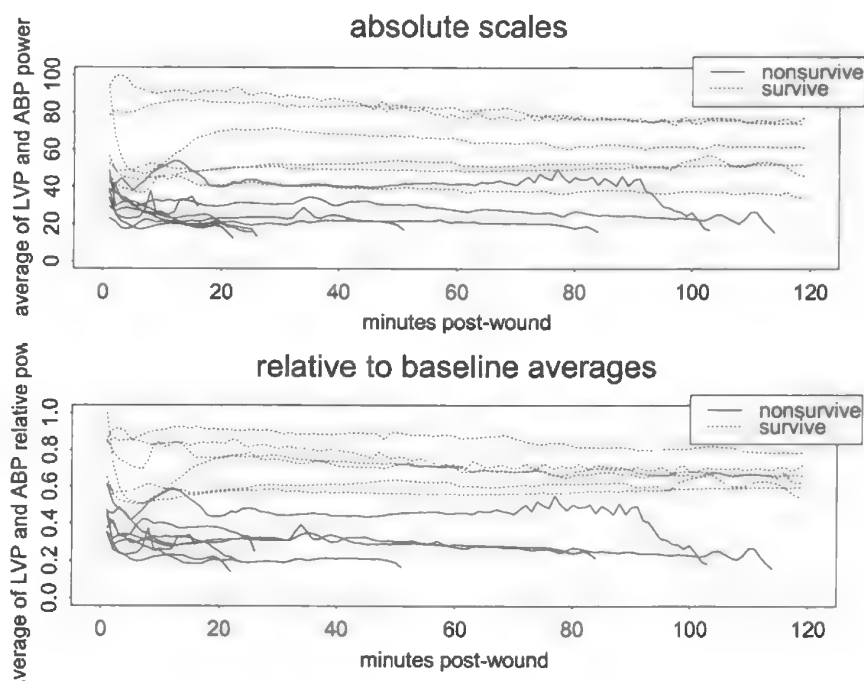 absolute scales
average of LVP and ABP power
100
80
60
40
20
0
nonsurvive
survive
0 20 40 60 80 100 120
minutes post-wound
relative to baseline averages
average of LVP and ABP relative pow
1.0
0.8
0.6
0.4
0.2
0.0
nonsurvive
survive
0 20 40 60 80 100 120
minutes post-wound